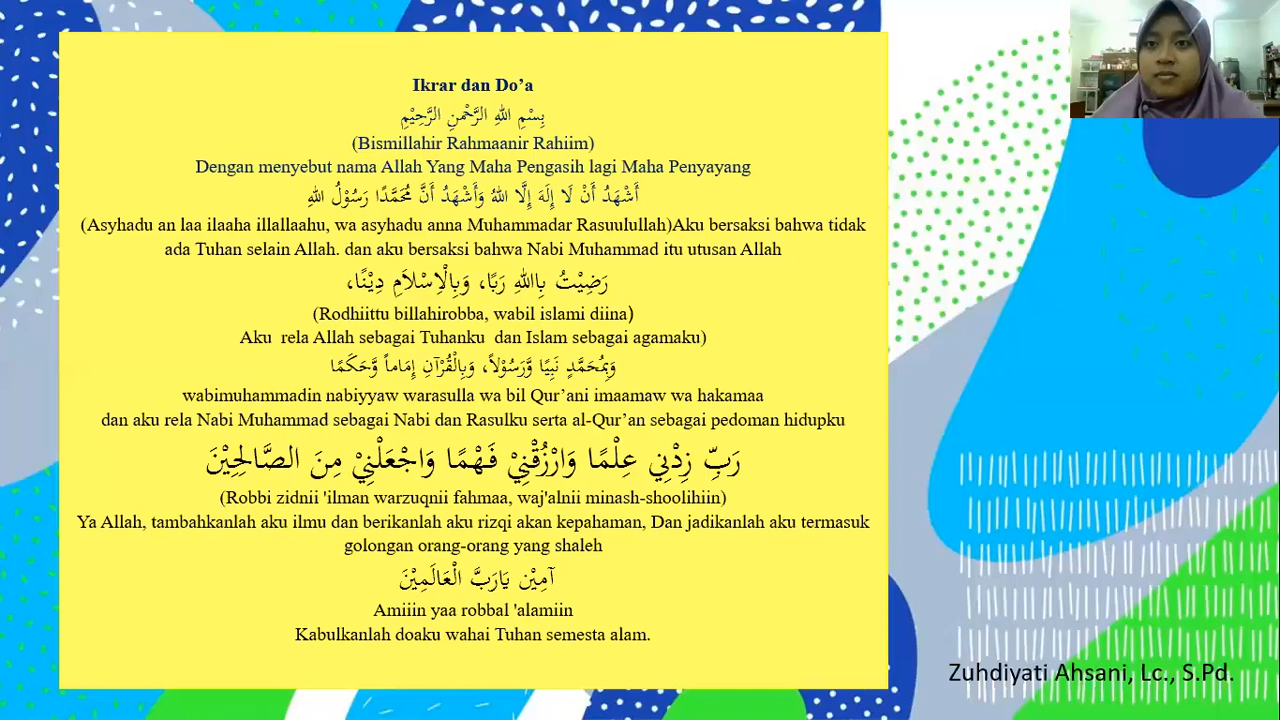 Ikrar dan Do’a
بِسْمِ اللهِ الرَّحْمنِ الرَّحِيْمِ
(Bismillahir Rahmaanir Rahiim)
Dengan menyebut nama Allah Yang Maha Pengasih lagi Maha Penyayang
أَشْهَدُ أَنْ لَا إِلَهَ إِلَّا اللهُ وَأَشْهَدُ أَنَّ مُحَمَّدًا رَسُوْلُ اللهِ
(Asyhadu an laa ilaaha illallaahu, wa asyhadu anna Muhammadar Rasuulullah)Aku bersaksi bahwa tidak
ada Tuhan selain Allah. dan aku bersaksi bahwa Nabi Muhammad itu utusan Allah
رَضِيْتُ بِااللهِ رَبًا، وَبِالْاِسْلاَمِ دِيْنًا،
(Rodhiittu billahirobba, wabil islami diina)
Aku  rela Allah sebagai Tuhanku  dan Islam sebagai agamaku)
وَبِمُحَمَّدٍ نَبِيًا وَّرَسُوْلاً، وَبِالْقُرْآنِ إِمَاماً وَّحَكَمًا
wabimuhammadin nabiyyaw warasulla wa bil Qur’ani imaamaw wa hakamaa
dan aku rela Nabi Muhammad sebagai Nabi dan Rasulku serta al-Qur’an sebagai pedoman hidupku
رَبِّ زِدْنِي عِلْمًا وَارْزُقْنِيْ فَهْمًا وَاجْعَلْنِيْ مِنَ الصَّالِحِيْنَ
(Robbi zidnii 'ilman warzuqnii fahmaa, waj'alnii minash-shoolihiin)
Ya Allah, tambahkanlah aku ilmu dan berikanlah aku rizqi akan kepahaman, Dan jadikanlah aku termasuk
golongan orang-orang yang shaleh
آمِيْن يَارَبَّ الْعَالَمِيْنَ
Amiiin yaa robbal 'alamiin
Kabulkanlah doaku wahai Tuhan semesta alam.
Zuhdiyati Ahsani, Lc., S.Pd.